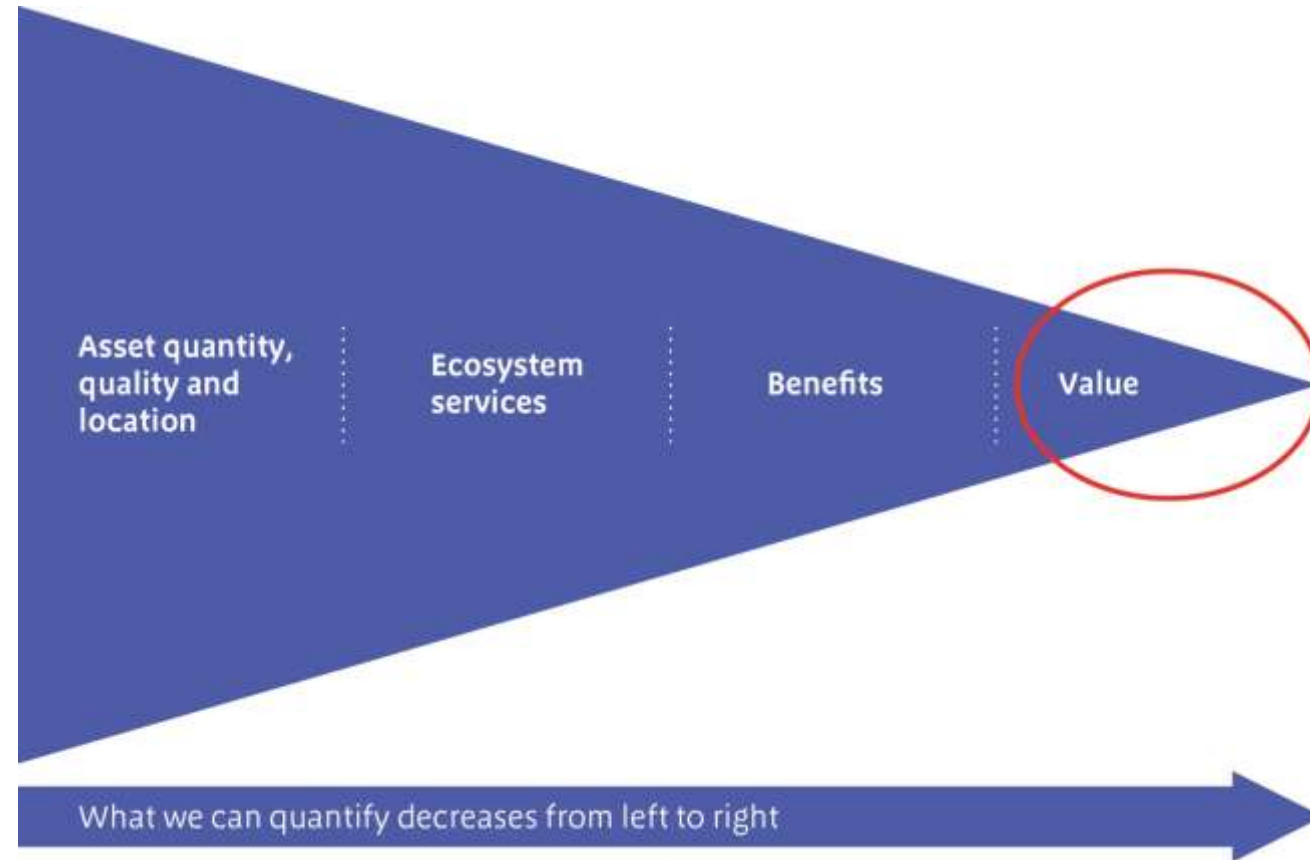 Asset quantity,
quality and
location
Ecosystem
services
Benefits
Value
What we can quantify decreases from left to right